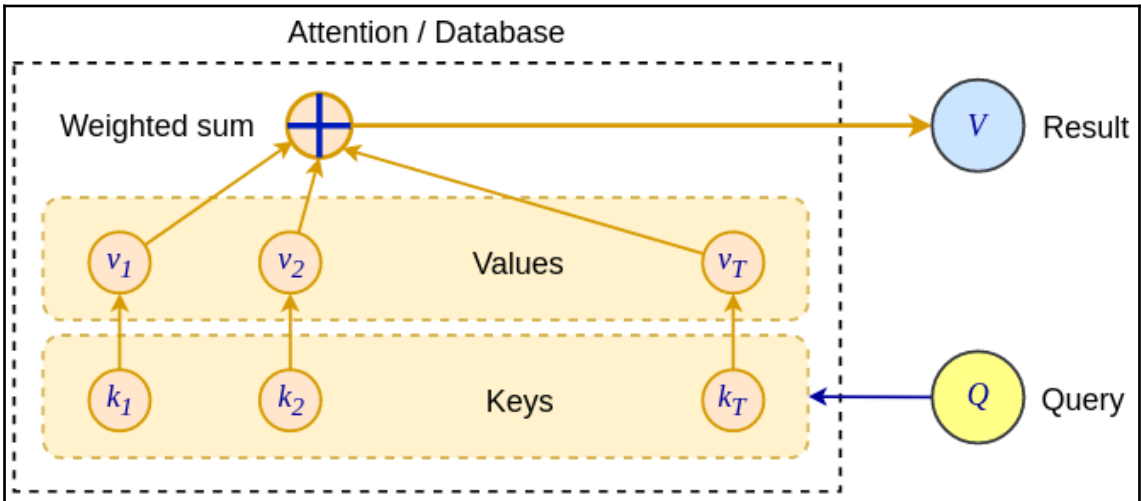 Attention / Database
Weighted sum
V Result
v1 v2 Values vT
k1 k2 Keys kT
Q Query